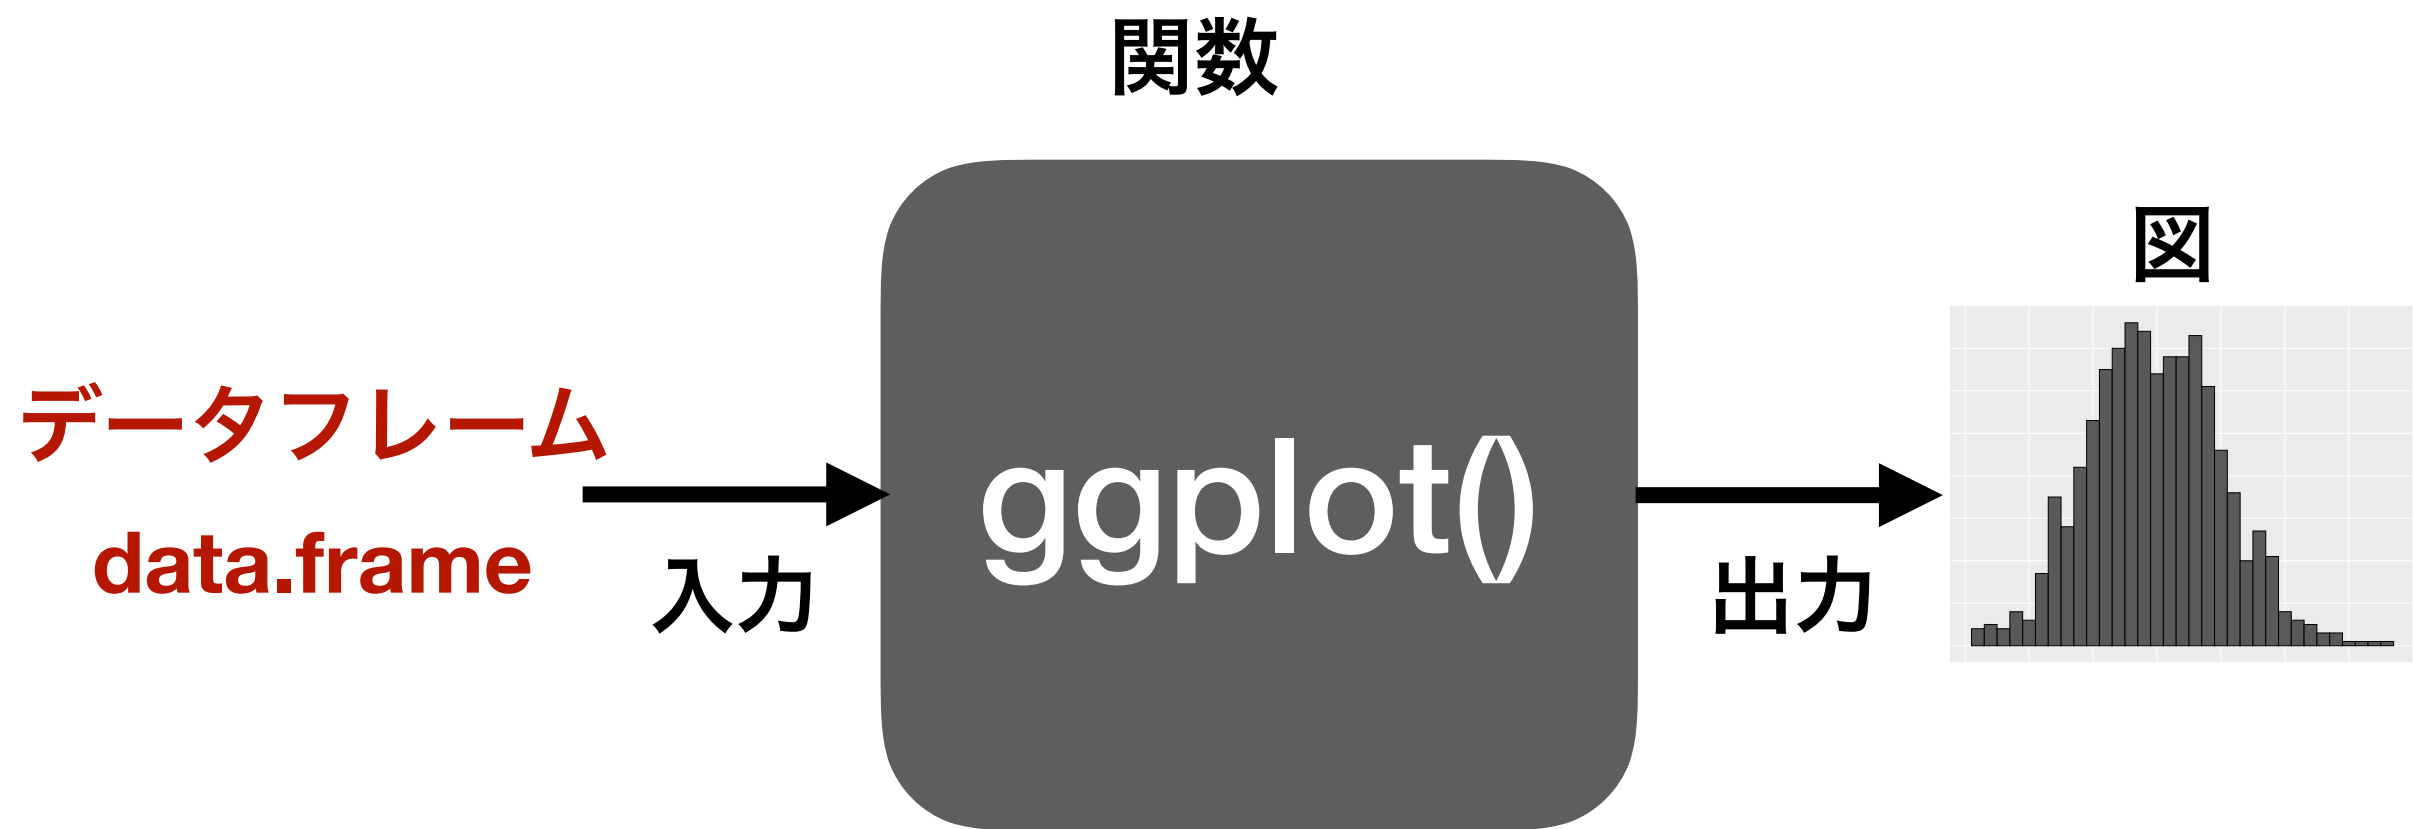 関数
データフレーム
data.frame
入力
ggplot()
出力
図